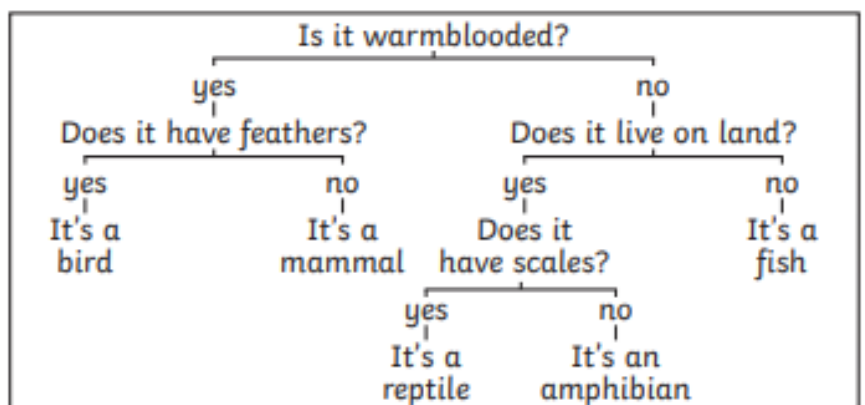 Is it warmblooded?
yes
no
Does it have feathers?
Does it live on land?
yes
no
yes
no
It's a
bird
It's a
mammal
Does it
have scales?
It's a
fish
yes
no
It's a
reptile
It's an
amphibian